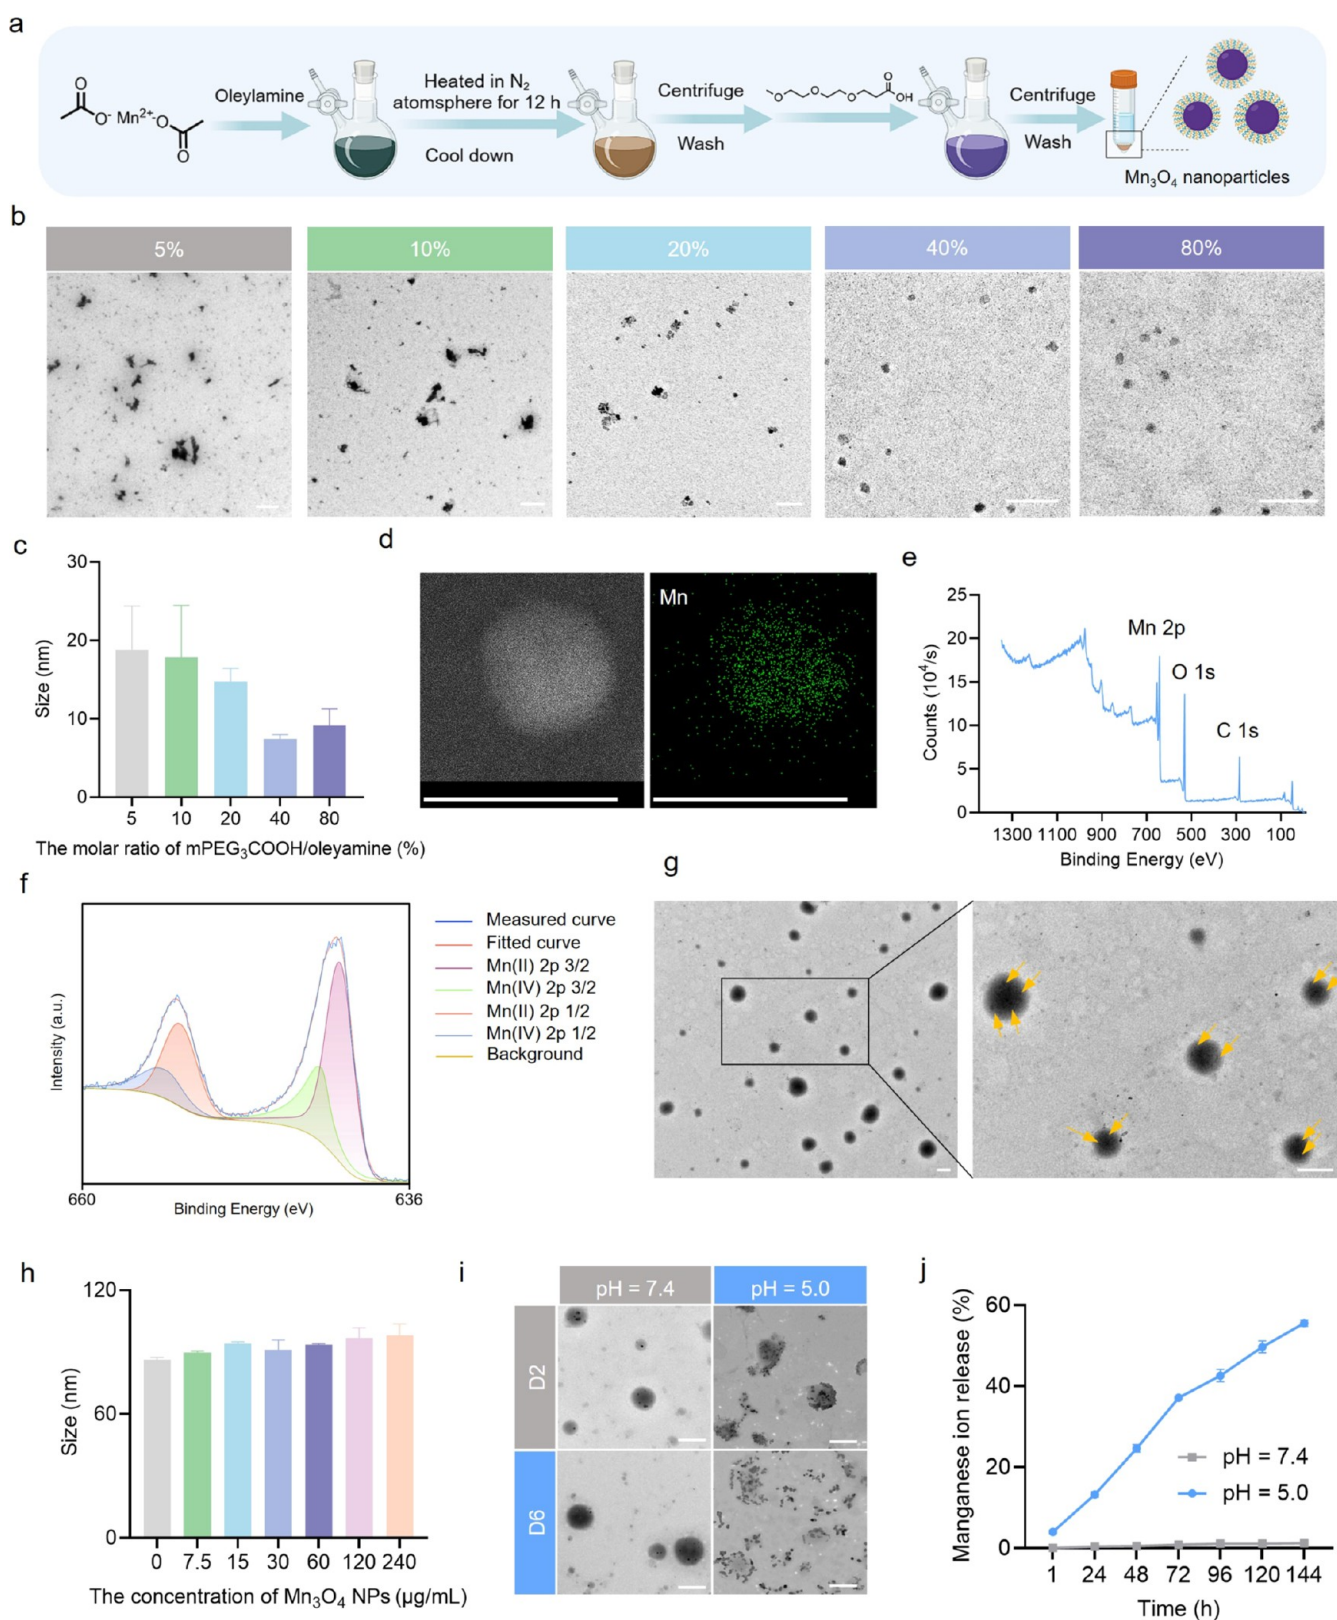 a
O
O⁻ Mn²⁺⁻O
O
Oleylamine
Heated in N₂
atomsphere for 12 h
Cool down
Centrifuge
Wash
O
O
O
O
OH
Centrifuge
Wash
Mn₃O₄ nanoparticles
b
5%
10%
20%
40%
80%
c
Size (nm)
30
20
10
0
5 10 20 40 80
The molar ratio of mPEG₃COOH/oleyamine (%)
d
Mn
e
Counts (10⁴/s)
25
20
15
10
5
0
Mn 2p
O 1s
C 1s
1300 1100 900 700 500 300 100
Binding Energy (eV)
f
Intensity (a.u.)
660 636
Binding Energy (eV)
Measured curve
Fitted curve
Mn(II) 2p 3/2
Mn(IV) 2p 3/2
Mn(II) 2p 1/2
Mn(IV) 2p 1/2
Background
g
h
Size (nm)
120
60
0
0 7.5 15 30 60 120 240
The concentration of Mn₃O₄ NPs (μg/mL)
i
pH = 7.4
pH = 5.0
D2
D6
j
Manganese ion release (%)
60
40
20
0
pH = 7.4
pH = 5.0
1 24 48 72 96 120 144
Time (h)